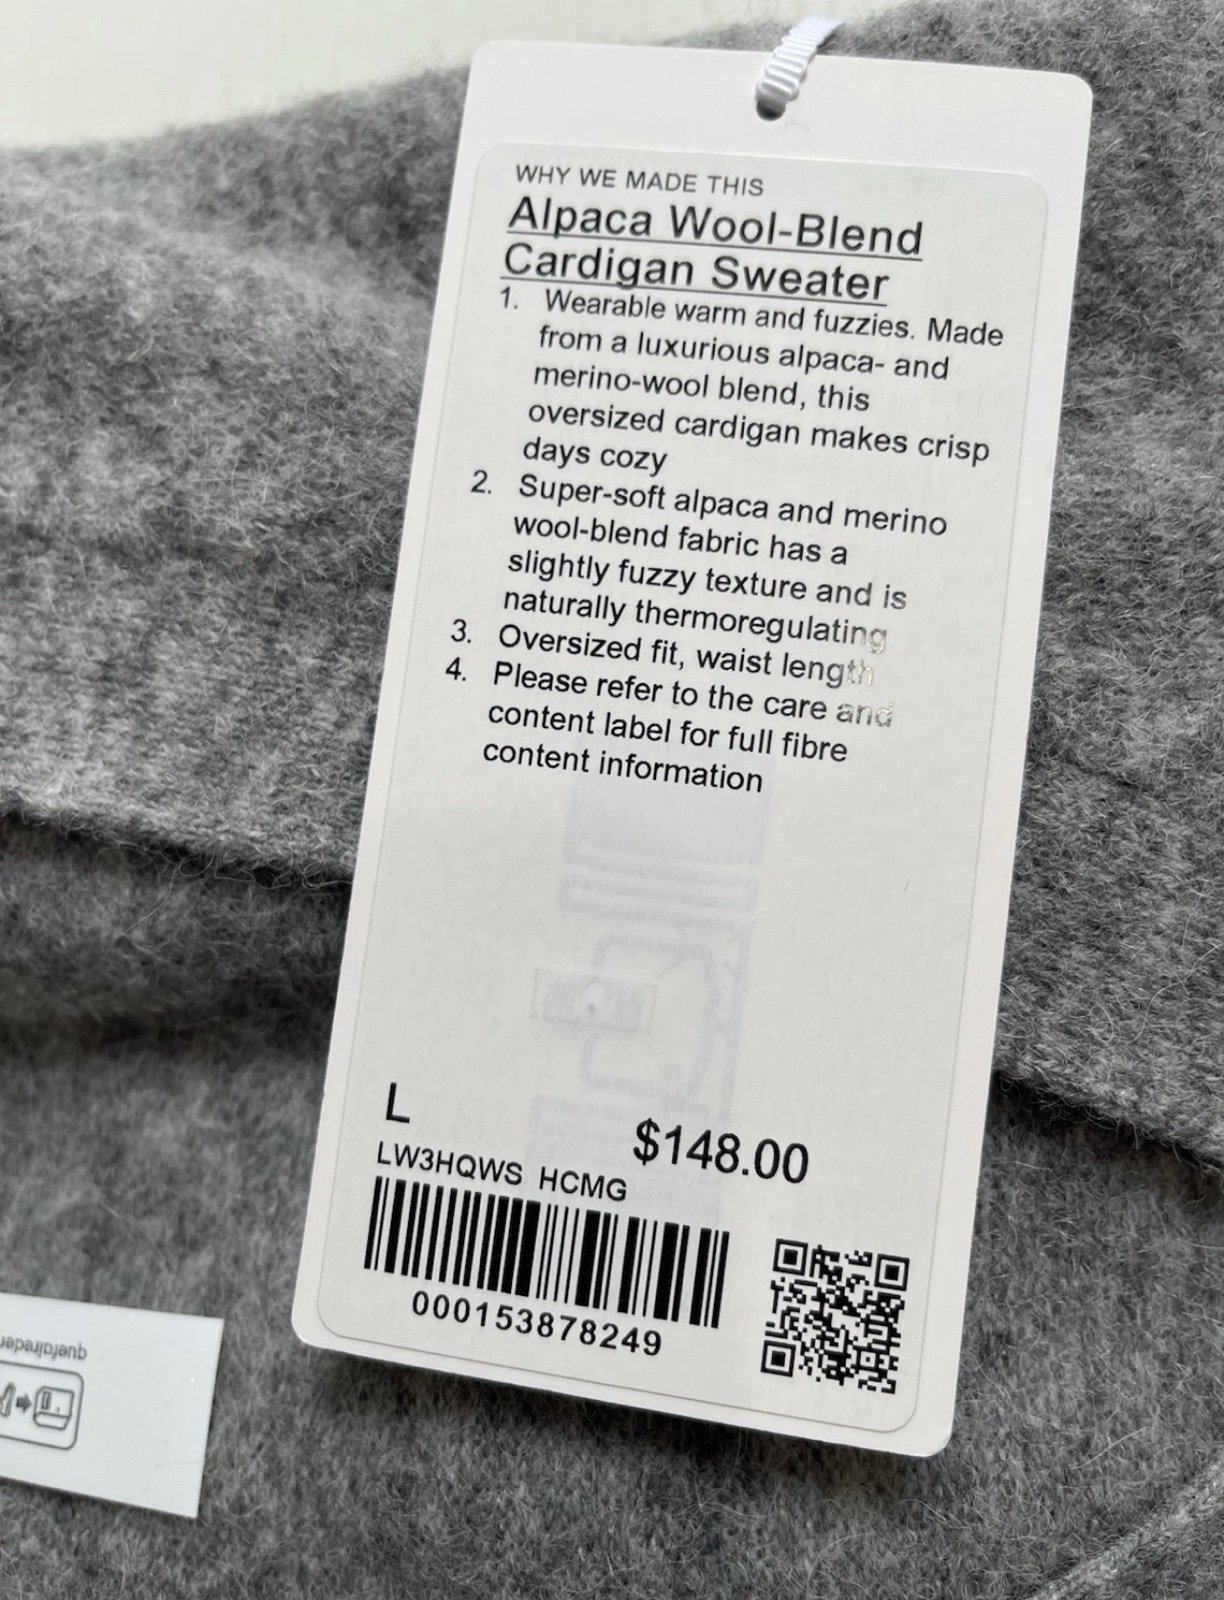 WHY WE MADE THIS
Alpaca Wool-Blend
Cardigan Sweater
1. Wearable warm and fuzzies. Made
from a luxurious alpaca- and
merino-wool blend, this
oversized cardigan makes crisp
days cozy
2. Super-soft alpaca and merino
wool-blend fabric has a
slightly fuzzy texture and is
naturally thermoregulating
3. Oversized fit, waist length
4. Please refer to the care and
content label for full fibre
content information
L
$148.00
LW3HQWS HCMG
000153878249